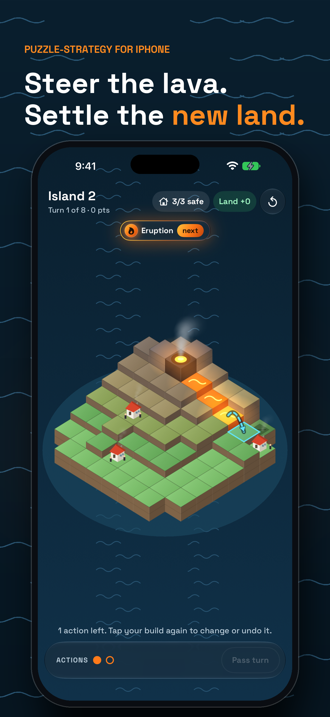 PUZZLE-STRATEGY FOR IPHONE
Steer the lava.
Settle the new land.
9:41
Island 2
Turn 1 of 8 · 0 pts
3/3 safe
Land +0
Eruption next
1 action left. Tap your build again to change or undo it.
ACTIONS
Pass turn